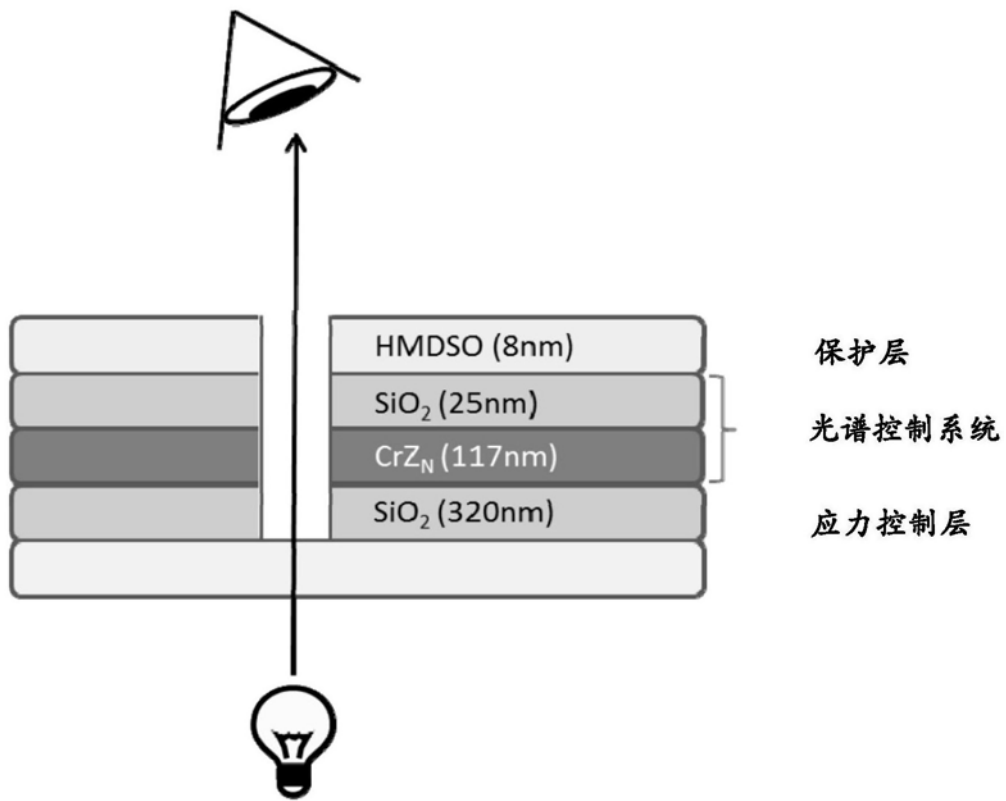 HMDSO (8nm) 保护层
SiO₂ (25nm)
光谱控制系统
CrZ_N (117nm)
SiO₂ (320nm) 应力控制层